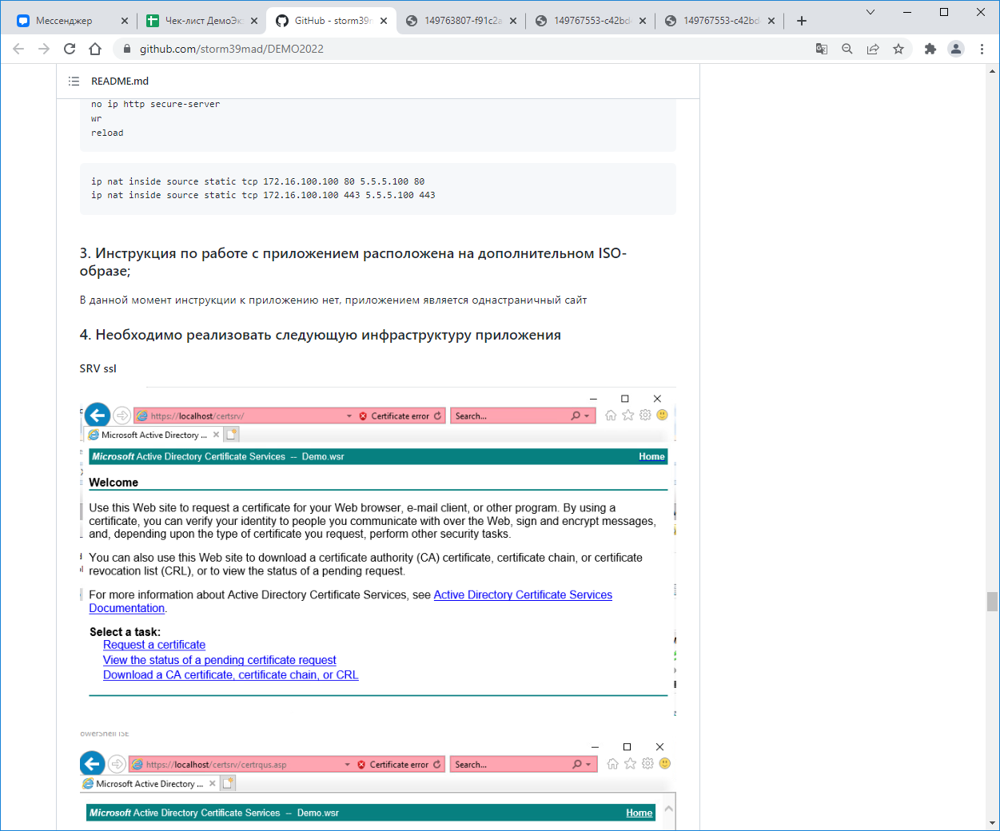 Мессенджер
Чек-лист ДемоЭкз
GitHub - storm39m
149763807-f91c2a
149767553-c42bd
149767553-c42bd
github.com/storm39mad/DEMO2022
README.md
no ip http secure-server
wr
reload
ip nat inside source static tcp 172.16.100.100 80 5.5.5.100 80
ip nat inside source static tcp 172.16.100.100 443 5.5.5.100 443
3. Инструкция по работе с приложением расположена на дополнительном ISO-
образе;
В данной момент инструкции к приложению нет, приложением является однастраничный сайт
4. Необходимо реализовать следующую инфраструктуру приложения
SRV ssl
https://localhost/certsrv/
Certificate error
Search...
Microsoft Active Directory ...
Microsoft Active Directory Certificate Services -- Demo.wsr
Home
Welcome
Use this Web site to request a certificate for your Web browser, e-mail client, or other program. By using a
certificate, you can verify your identity to people you communicate with over the Web, sign and encrypt messages,
and, depending upon the type of certificate you request, perform other security tasks.
You can also use this Web site to download a certificate authority (CA) certificate, certificate chain, or certificate
revocation list (CRL), or to view the status of a pending request.
For more information about Active Directory Certificate Services, see Active Directory Certificate Services
Documentation.
Select a task:
Request a certificate
View the status of a pending certificate request
Download a CA certificate, certificate chain, or CRL
owerShell ISE
https://localhost/certsrv/certrqus.asp
Certificate error
Search...
Microsoft Active Directory ...
Microsoft Active Directory Certificate Services -- Demo.wsr
Home